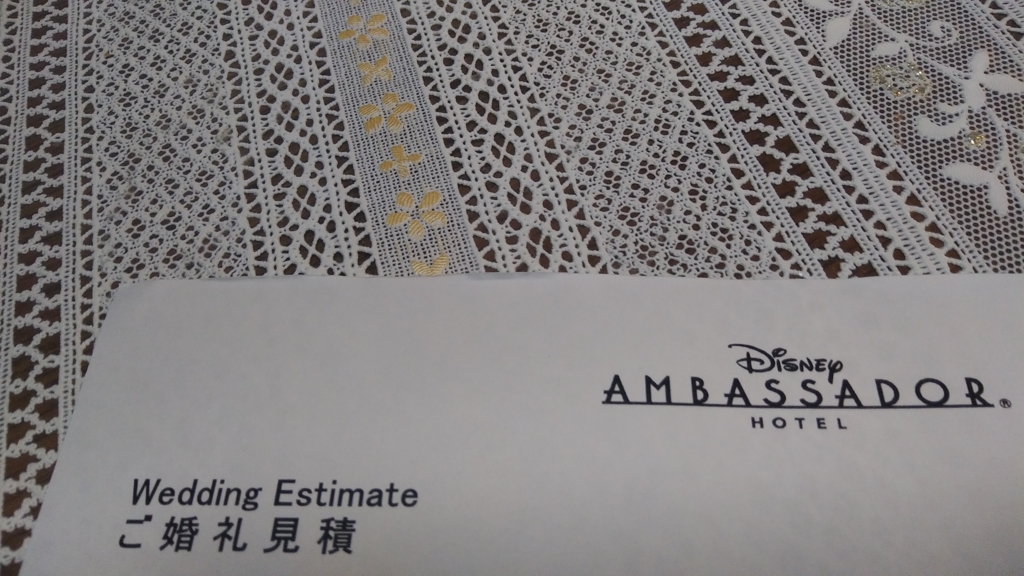 Disney
AMBASSADOR®
HOTEL
Wedding Estimate
ご婚礼見積